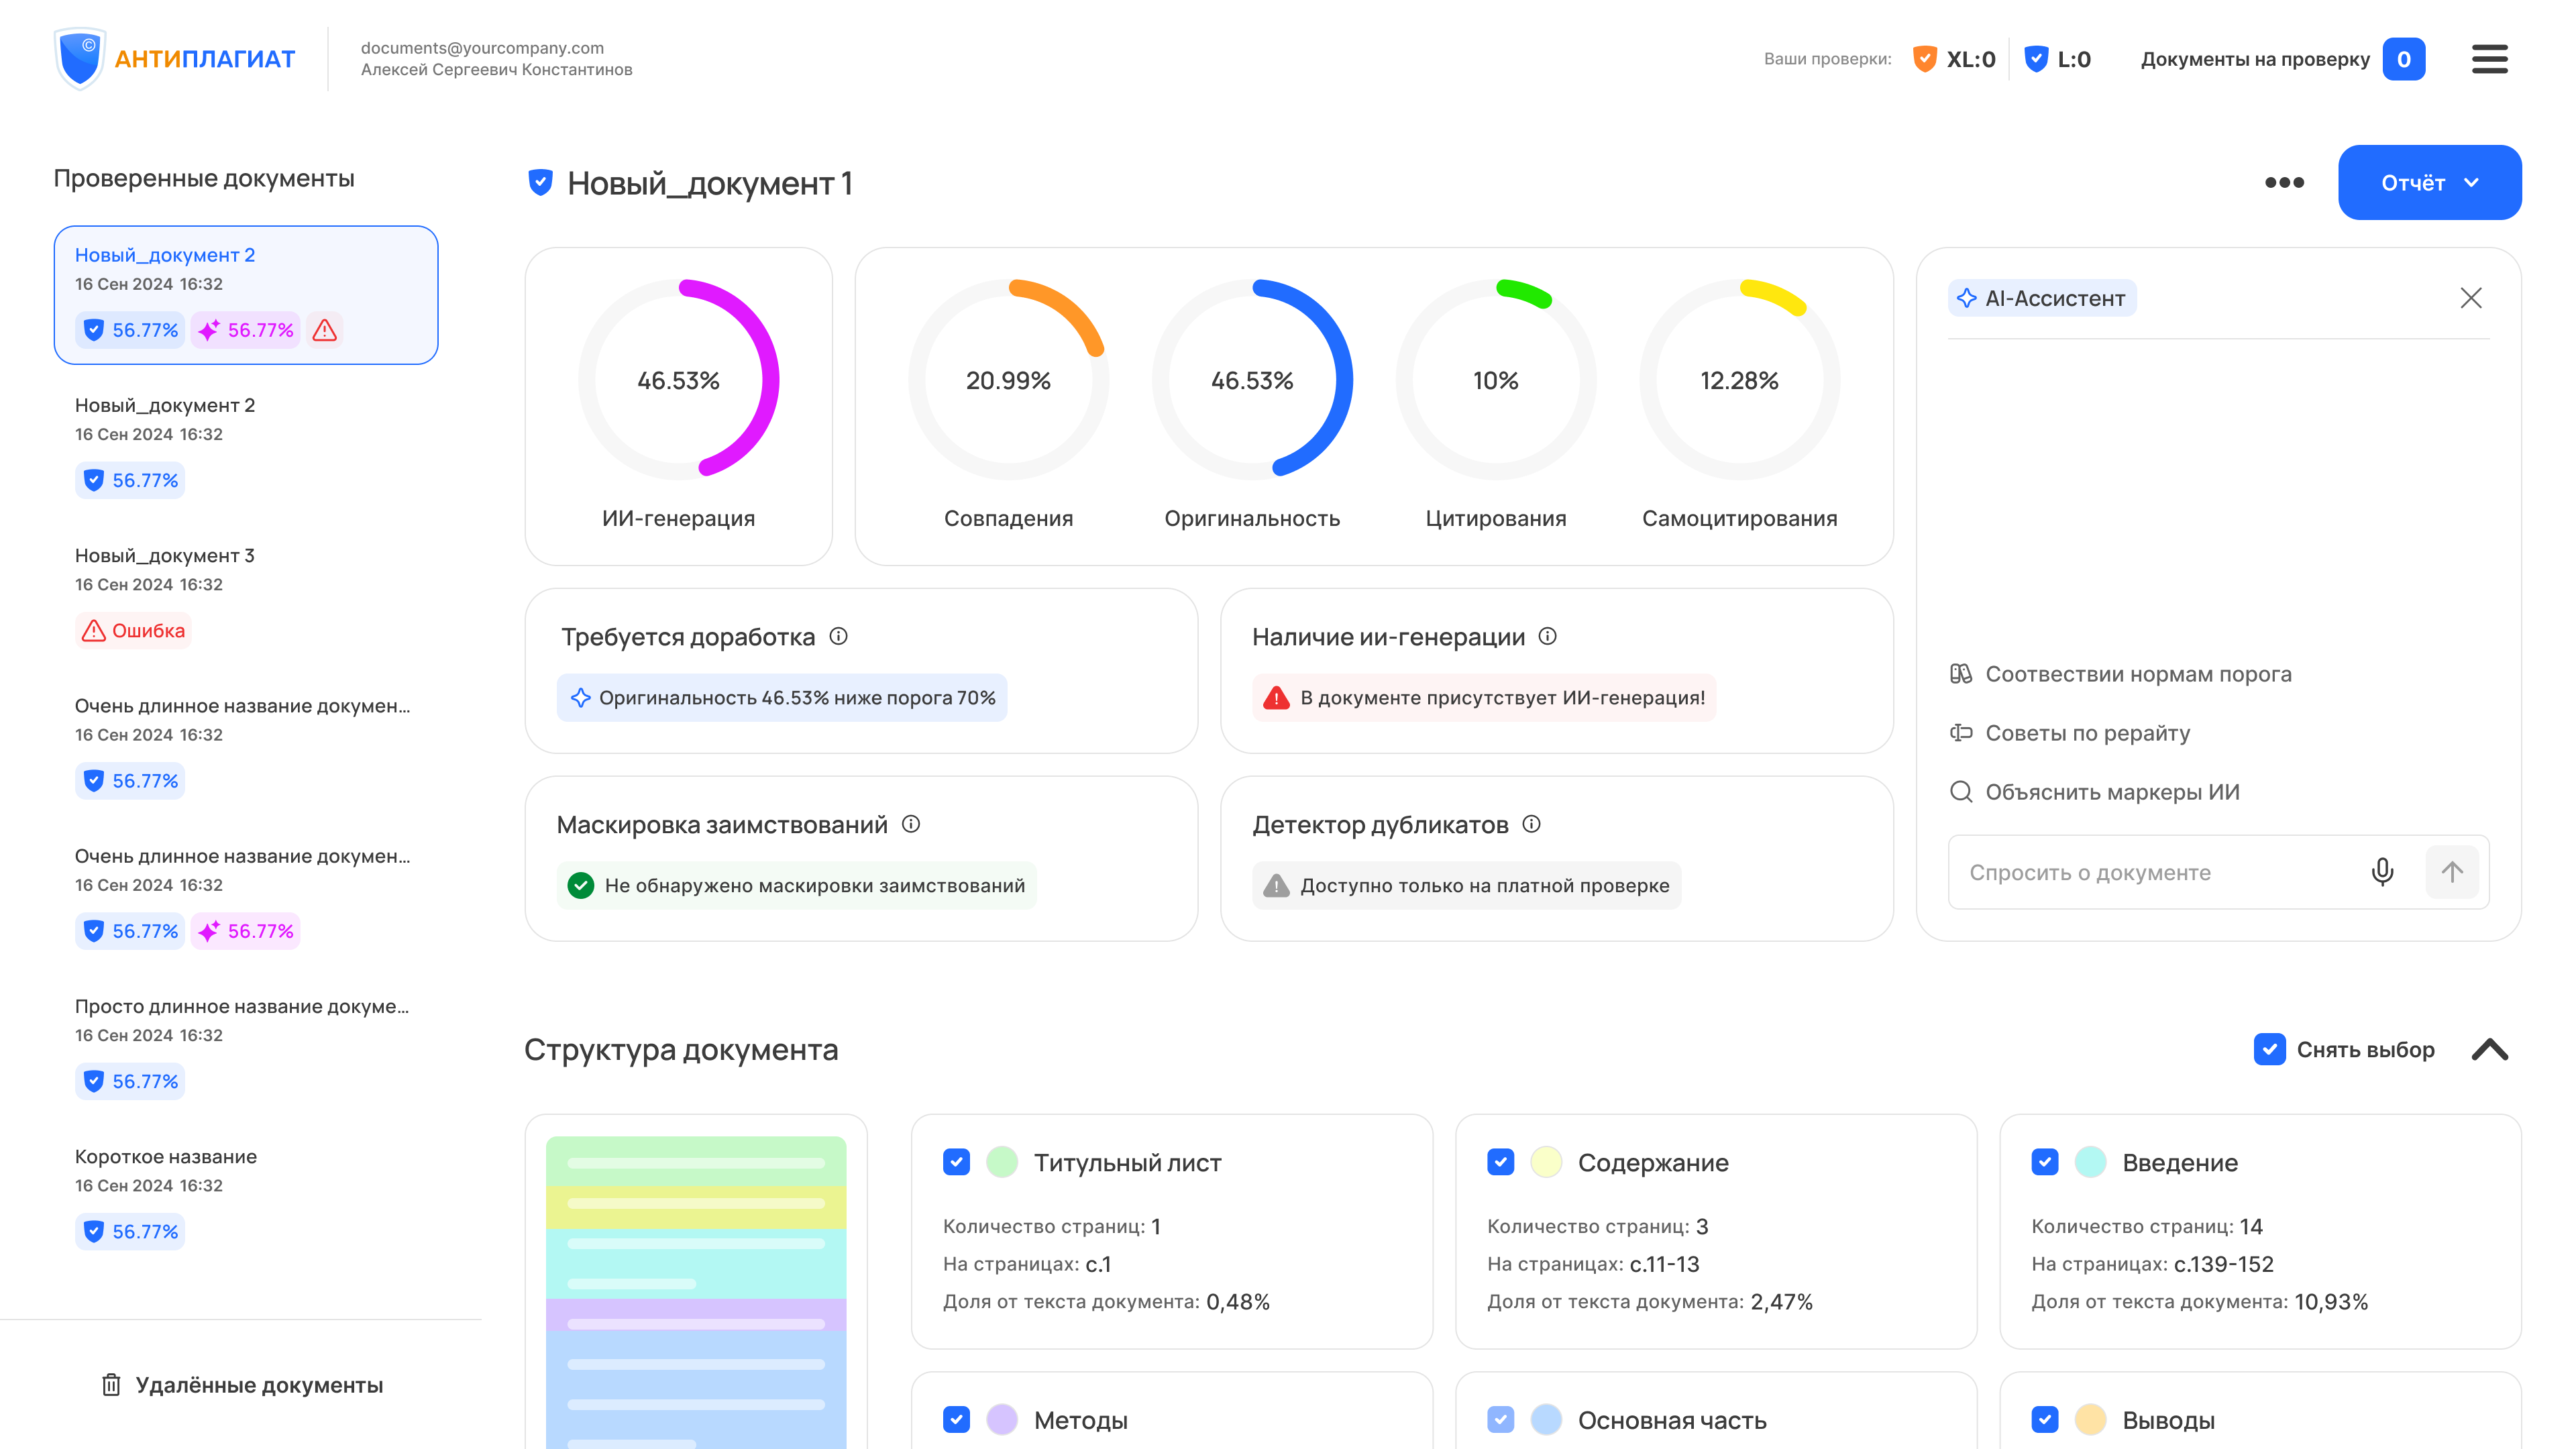 ©
АНТИПЛАГИАТ
documents@yourcompany.com
Алексей Сергеевич Константинов
Ваши проверки:
XL:0
L:0
Документы на проверку
0
Проверенные документы
Новый_документ 2
16 Сен 2024 16:32
56.77%
56.77%
Новый_документ 2
16 Сен 2024 16:32
56.77%
Новый_документ 3
16 Сен 2024 16:32
Ошибка
Очень длинное название докумен...
16 Сен 2024 16:32
56.77%
Очень длинное название докумен...
16 Сен 2024 16:32
56.77%
56.77%
Просто длинное название докуме...
16 Сен 2024 16:32
56.77%
Короткое название
16 Сен 2024 16:32
56.77%
Удалённые документы
Новый_документ 1
Отчёт
46.53%
ИИ-генерация
20.99%
Совпадения
46.53%
Оригинальность
10%
Цитирования
12.28%
Самоцитирования
Требуется доработка
Оригинальность 46.53% ниже порога 70%
Наличие ии-генерации
В документе присутствует ИИ-генерация!
Маскировка заимствований
Не обнаружено маскировки заимствований
Детектор дубликатов
Доступно только на платной проверке
AI-Ассистент
Соотвествии нормам порога
Советы по рерайту
Объяснить маркеры ИИ
Спросить о документе
Структура документа
Снять выбор
Титульный лист
Количество страниц: 1
На страницах: с.1
Доля от текста документа: 0,48%
Содержание
Количество страниц: 3
На страницах: с.11-13
Доля от текста документа: 2,47%
Введение
Количество страниц: 14
На страницах: с.139-152
Доля от текста документа: 10,93%
Методы
Основная часть
Выводы